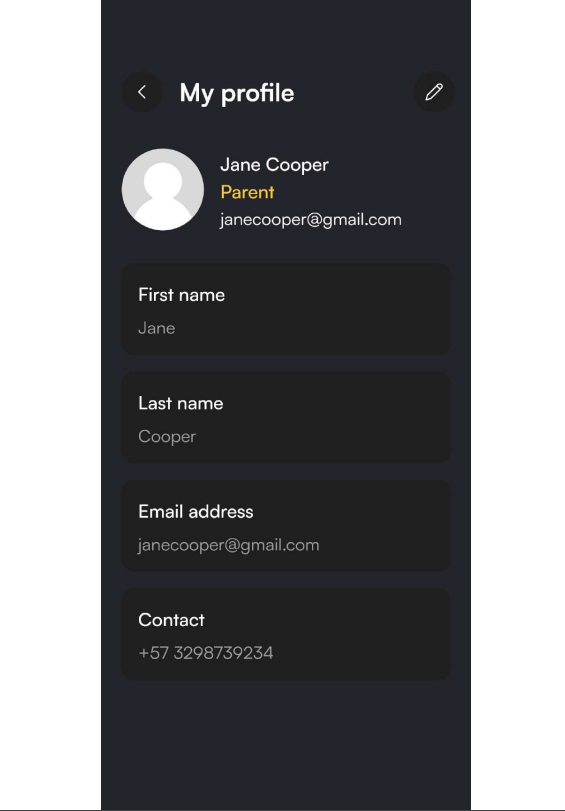 My profile
Jane Cooper
Parent
janecooper@gmail.com
First name
Jane
Last name
Cooper
Email address
janecooper@gmail.com
Contact
+57 3298739234